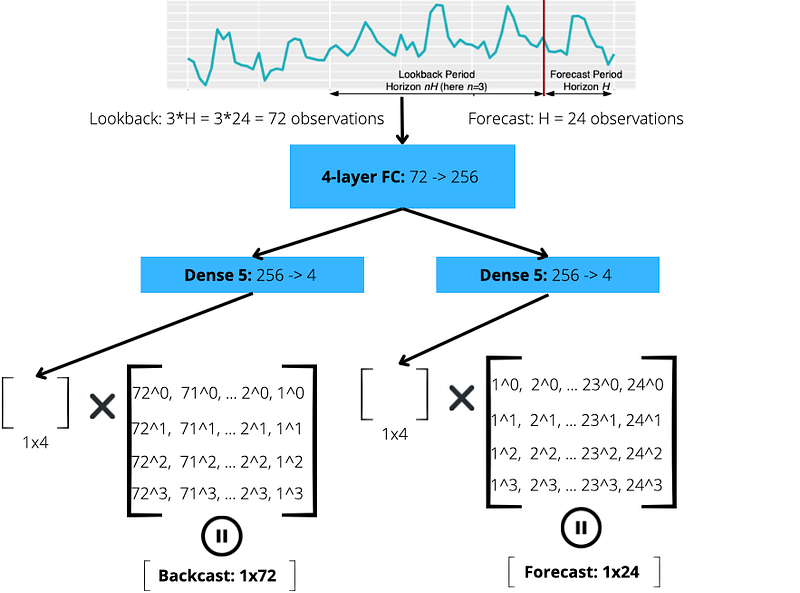 Lookback Period
Horizon nH (here n=3)
Forecast Period
Horizon H
Lookback: 3*H = 3*24 = 72 observations
Forecast: H = 24 observations
4-layer FC: 72 -> 256
Dense 5: 256 -> 4
Dense 5: 256 -> 4
1x4
72^0, 71^0, ... 2^0, 1^0
72^1, 71^1, ... 2^1, 1^1
72^2, 71^2, ... 2^2, 1^2
72^3, 71^3, ... 2^3, 1^3
Backcast: 1x72
1x4
1^0, 2^0, ... 23^0, 24^0
1^1, 2^1, ... 23^1, 24^1
1^2, 2^2, ... 23^2, 24^2
1^3, 2^3, ... 23^3, 24^3
Forecast: 1x24